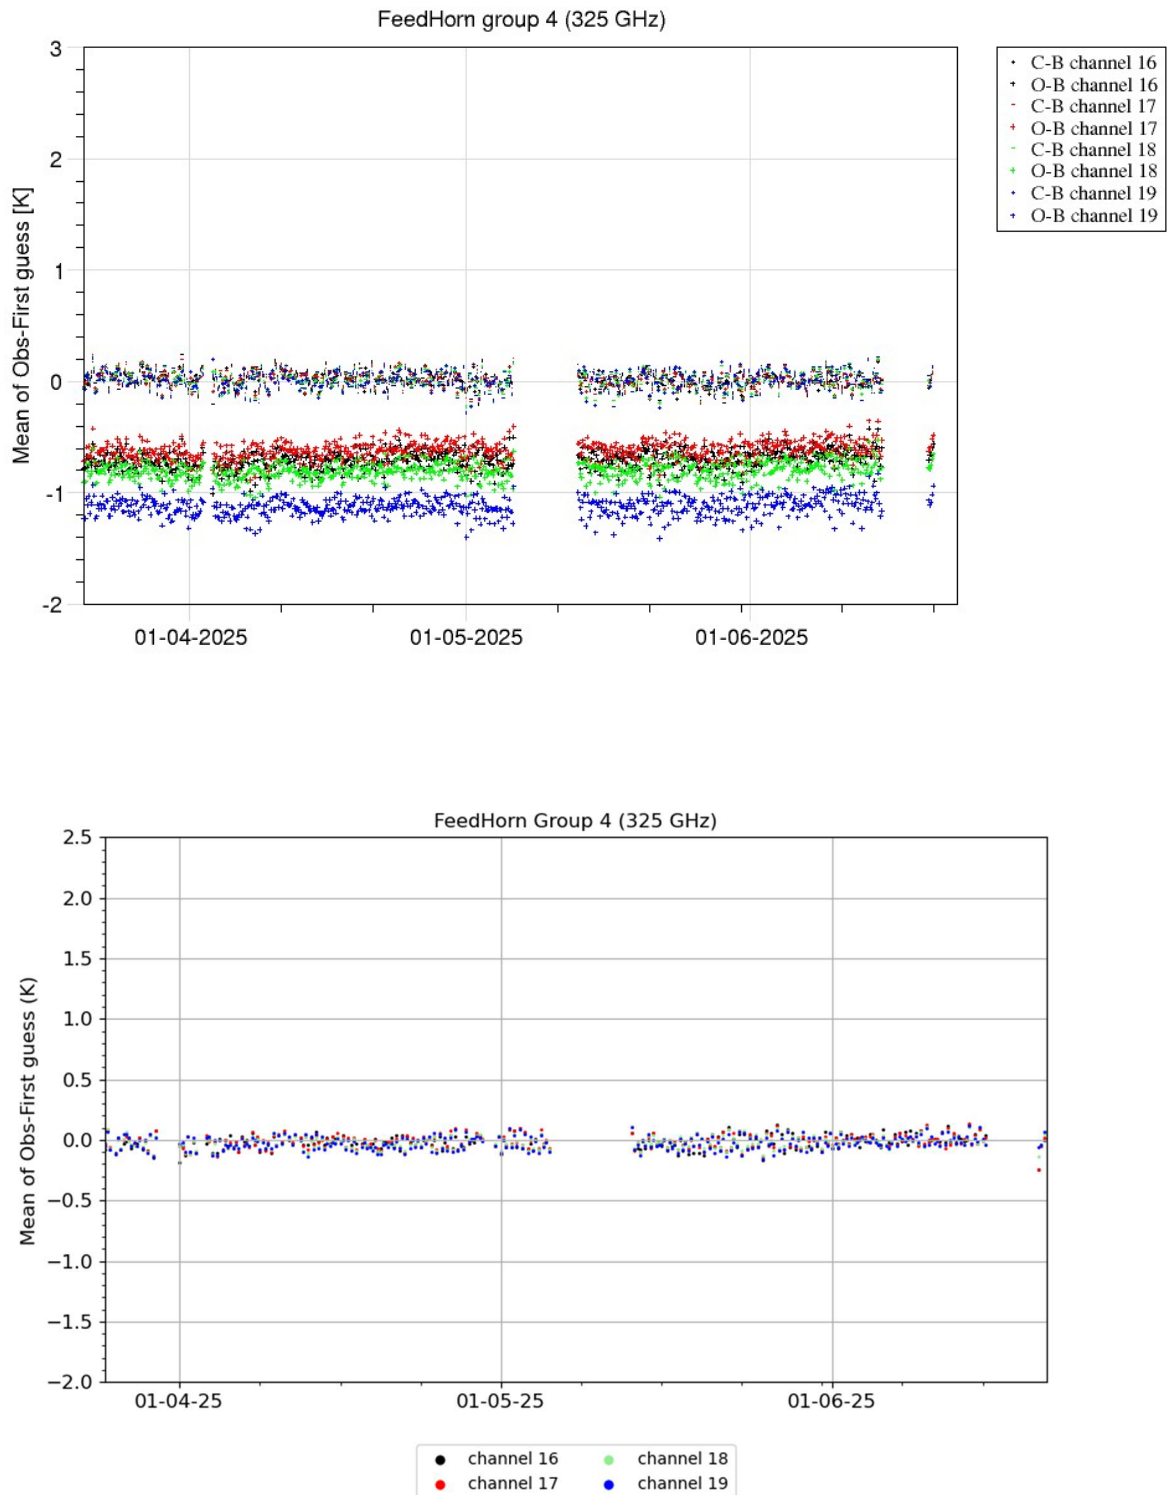 FeedHorn group 4 (325 GHz)
3
2
1
0
-1
-2
Mean of Obs-First guess [K]
01-04-2025 01-05-2025 01-06-2025
C-B channel 16
O-B channel 16
C-B channel 17
O-B channel 17
C-B channel 18
O-B channel 18
C-B channel 19
O-B channel 19
FeedHorn Group 4 (325 GHz)
2.5
2.0
1.5
1.0
0.5
0.0
−0.5
−1.0
−1.5
−2.0
Mean of Obs-First guess (K)
01-04-25 01-05-25 01-06-25
channel 16 channel 18
channel 17 channel 19